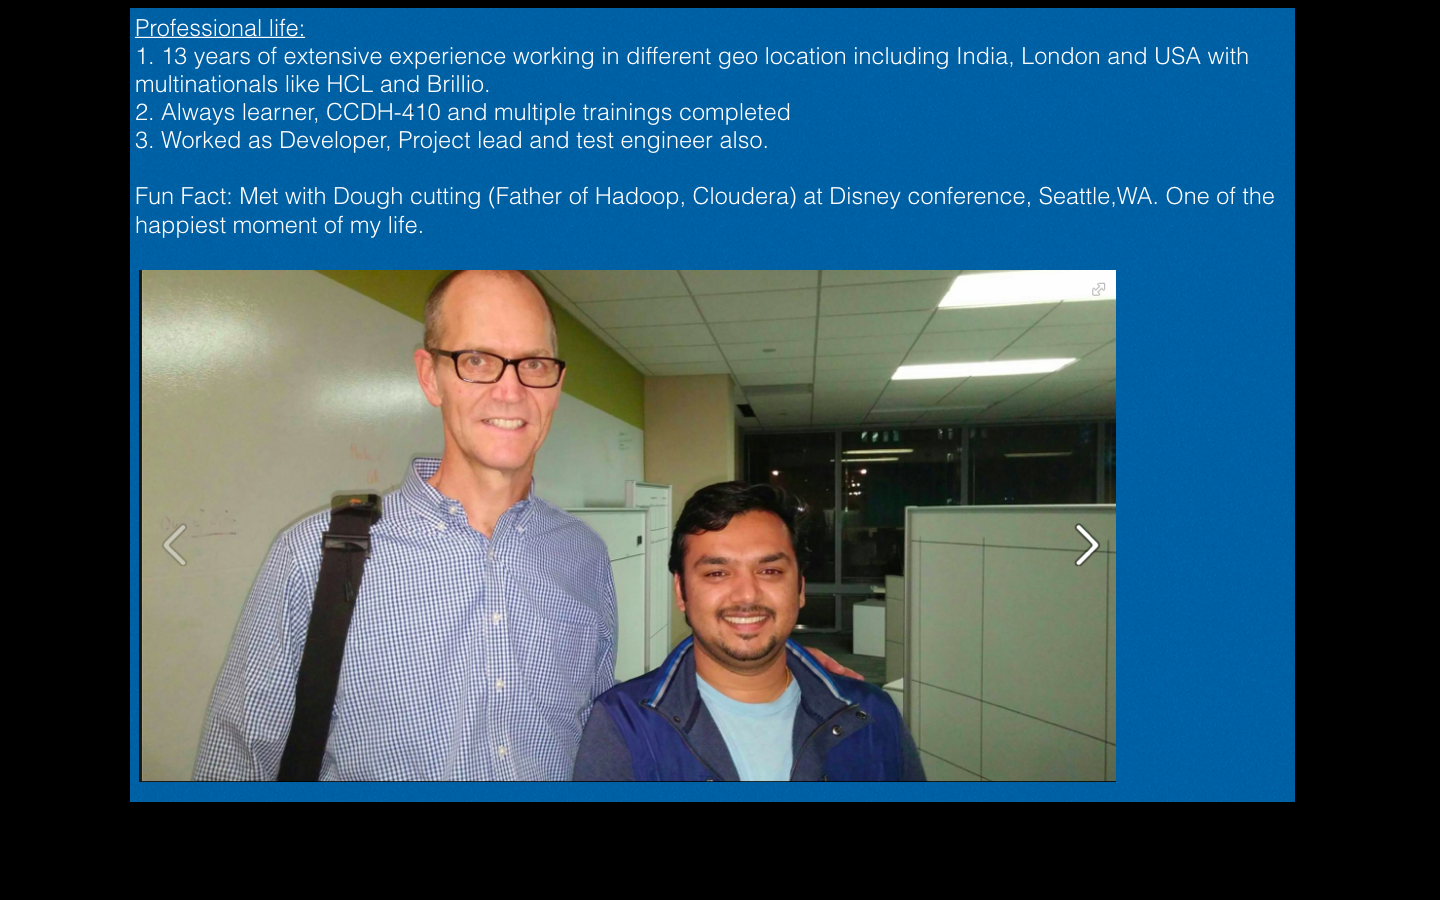 Professional life:
1. 13 years of extensive experience working in different geo location including India, London and USA with
multinationals like HCL and Brillio.
2. Always learner, CCDH-410 and multiple trainings completed
3. Worked as Developer, Project lead and test engineer also.
Fun Fact: Met with Dough cutting (Father of Hadoop, Cloudera) at Disney conference, Seattle,WA. One of the
happiest moment of my life.